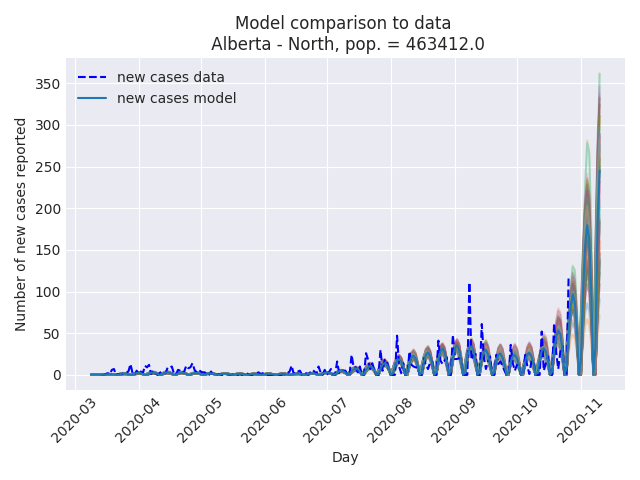 Model comparison to data
Alberta - North, pop. = 463412.0
new cases data
new cases model
Number of new cases reported
350
300
250
200
150
100
50
0
2020-03
2020-04
2020-05
2020-06
2020-07
2020-08
2020-09
2020-10
2020-11
Day